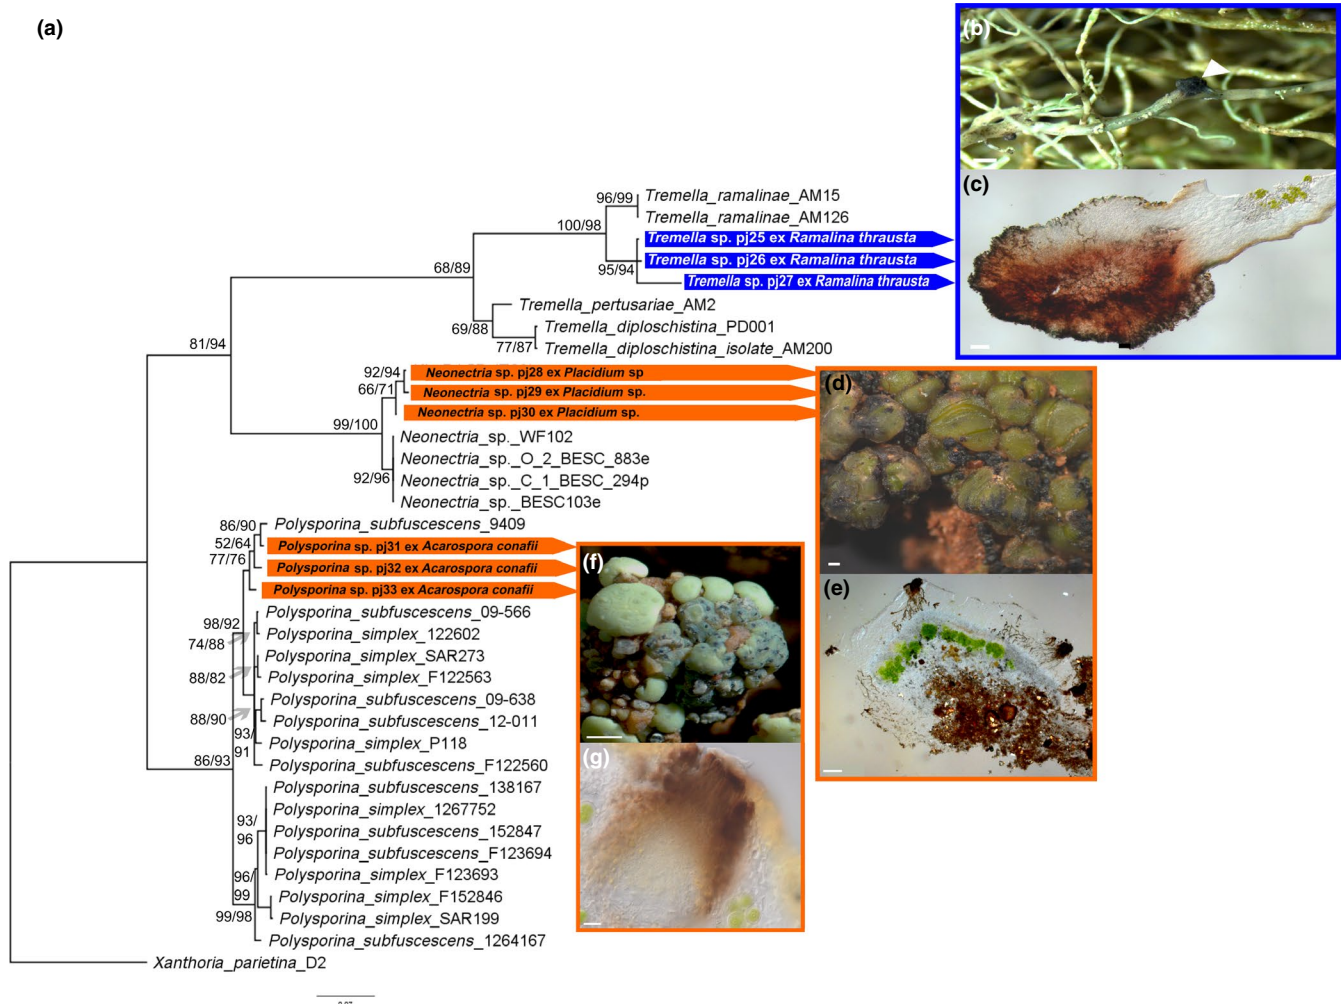 (a)
(b)
(c)
96/99
Tremella_ramalinae_AM15
Tremella_ramalinae_AM126
100/98
Tremella sp. pj25 ex Ramalina thrausta
Tremella sp. pj26 ex Ramalina thrausta
95/94
68/89
Tremella sp. pj27 ex Ramalina thrausta
Tremella_pertusariae_AM2
69/88
Tremella_diploschistina_PD001
77/87
Tremella_diploschistina_isolate_AM200
81/94
92/94
Neonectria sp. pj28 ex Placidium sp
66/71
Neonectria sp. pj29 ex Placidium sp.
Neonectria sp. pj30 ex Placidium sp.
(d)
99/100
Neonectria_sp._WF102
Neonectria_sp._O_2_BESC_883e
92/96
Neonectria_sp._C_1_BESC_294p
Neonectria_sp._BESC103e
86/90
Polysporina_subfuscescens_9409
52/64
Polysporina sp. pj31 ex Acarospora conafii
77/76
Polysporina sp. pj32 ex Acarospora conafii
(f)
Polysporina sp. pj33 ex Acarospora conafii
(e)
Polysporina_subfuscescens_09-566
98/92
Polysporina_simplex_122602
74/88
Polysporina_simplex_SAR273
88/82
Polysporina_simplex_F122563
Polysporina_subfuscescens_09-638
88/90
Polysporina_subfuscescens_12-011
93/
91
Polysporina_simplex_P118
86/93
Polysporina_subfuscescens_F122560
(g)
Polysporina_subfuscescens_138167
Polysporina_simplex_1267752
93/
96
Polysporina_subfuscescens_152847
Polysporina_subfuscescens_F123694
Polysporina_simplex_F123693
96/
99
Polysporina_simplex_F152846
99/98
Polysporina_simplex_SAR199
Polysporina_subfuscescens_1264167
Xanthoria_parietina_D2